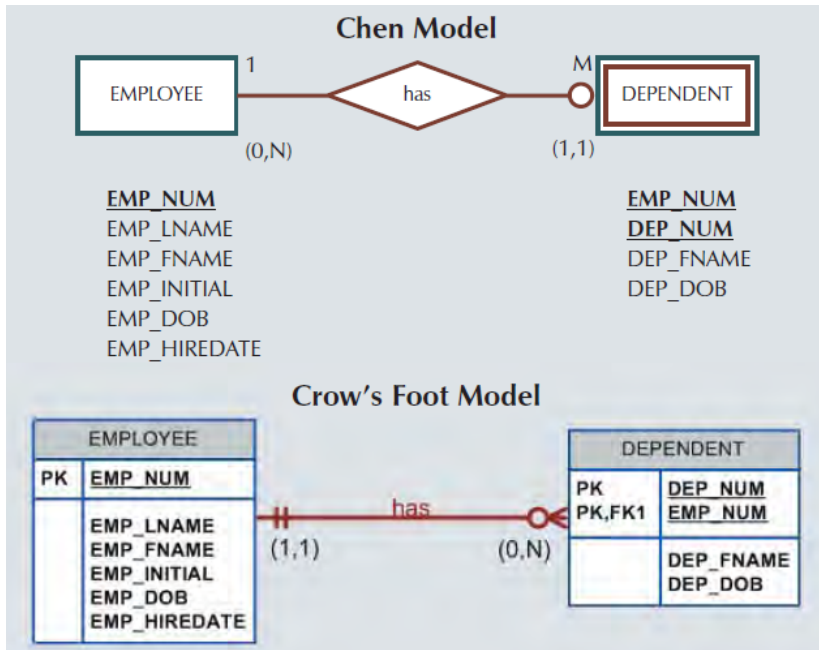 Chen Model
1
M
EMPLOYEE
has
DEPENDENT
(0,N)
(1,1)
EMP_NUM
EMP_LNAME
EMP_FNAME
EMP_INITIAL
EMP_DOB
EMP_HIREDATE
EMP_NUM
DEP_NUM
DEP_FNAME
DEP_DOB
Crow's Foot Model
EMPLOYEE
PK EMP_NUM
EMP_LNAME
EMP_FNAME
EMP_INITIAL
EMP_DOB
EMP_HIREDATE
has
(1,1)
(0,N)
DEPENDENT
PK DEP_NUM
PK,FK1 EMP_NUM
DEP_FNAME
DEP_DOB